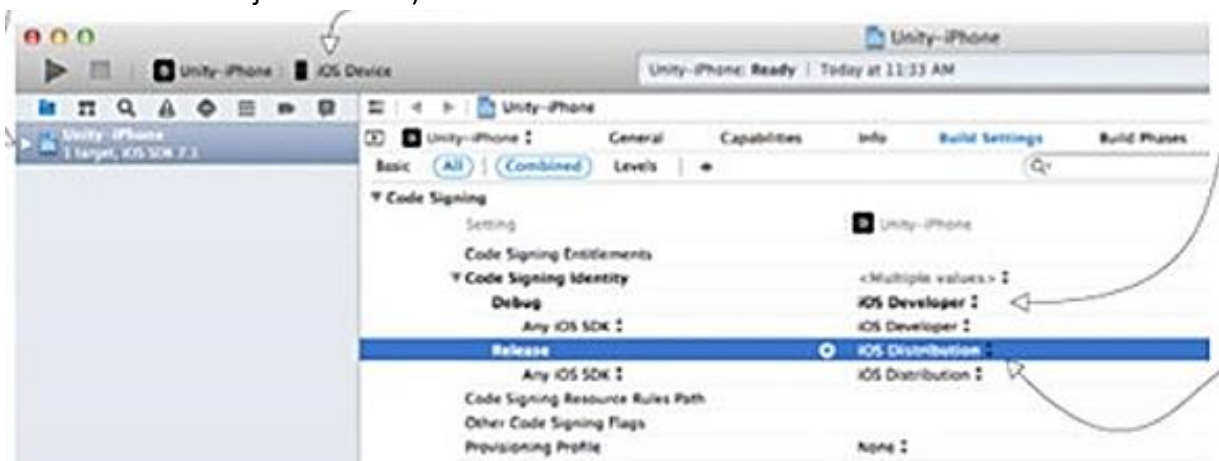 Unity-iPhone
Unity-iPhone iOS Device
Unity-iPhone: Ready | Today at 11:33 AM
Unity-iPhone
Unity-iPhone
1 target, iOS SDK 7.1
Unity-iPhone General Capabilities Info Build Settings Build Phases
Basic All Combined Levels +
Code Signing
Setting Unity-iPhone
Code Signing Entitlements
Code Signing Identity <Multiple values>
Debug iOS Developer
Any iOS SDK iOS Developer
Release iOS Distribution
Any iOS SDK iOS Distribution
Code Signing Resource Rules Path
Other Code Signing Flags
Provisioning Profile None